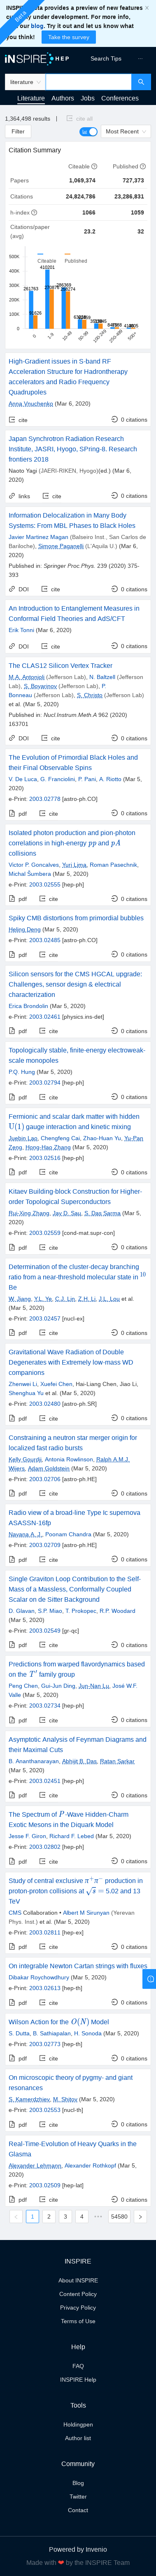 INSPIRE is providing a preview of new features and currently under development. For more info, read our blog. Try it out and let us know what you think!
Take the survey
Beta
iNSPIRE HEP
Search Tips
literature
Literature Authors Jobs Conferences
1,364,498 results
cite all
Filter
Most Recent
Citation Summary
Citeable Published
Papers 1,069,374 727,373
Citations 24,824,786 23,286,831
h-index 1066 1059
Citations/paper (avg) 23.2 32
Citeable Published
500K
400K
300K
200K
100K
0
0 1-9 10-49 50-99 100-249 250-499 500+
High-Gradient issues in S-band RF Acceleration Structure for Hadrontherapy accelerators and Radio Frequency Quadrupoles
Anna Vnuchenko (Mar 6, 2020)
cite 0 citations
Japan Synchrotron Radiation Research Institute, JASRI, Hyogo, SPring-8. Research frontiers 2018
Naoto Yagi (JAERI-RIKEN, Hyogo)(ed.) (Mar 6, 2020)
links cite 0 citations
Information Delocalization in Many Body Systems: From MBL Phases to Black Holes
Javier Martinez Magan (Balseiro Inst., San Carlos de Bariloche), Simone Paganelli (L'Aquila U.) (Mar 6, 2020)
Published in: Springer Proc.Phys. 239 (2020) 375-393
DOI cite 0 citations
An Introduction to Entanglement Measures in Conformal Field Theories and AdS/CFT
Erik Tonni (Mar 6, 2020)
DOI cite 0 citations
The CLAS12 Silicon Vertex Tracker
M.A. Antonioli (Jefferson Lab), N. Baltzell (Jefferson Lab), S. Boyarinov (Jefferson Lab), P. Bonneau (Jefferson Lab), S. Christo (Jefferson Lab) et al. (Mar 5, 2020)
Published in: Nucl.Instrum.Meth.A 962 (2020) 163701
DOI cite 0 citations
The Evolution of Primordial Black Holes and their Final Observable Spins
V. De Luca, G. Franciolini, P. Pani, A. Riotto (Mar 5, 2020)
e-Print: 2003.02778 [astro-ph.CO]
pdf cite 0 citations
Isolated photon production and pion-photon correlations in high-energy pp and pA collisions
Victor P. Goncalves, Yuri Lima, Roman Pasechnik, Michal Šumbera (Mar 5, 2020)
e-Print: 2003.02555 [hep-ph]
pdf cite 0 citations
Spiky CMB distortions from primordial bubbles
Heling Deng (Mar 5, 2020)
e-Print: 2003.02485 [astro-ph.CO]
pdf cite 0 citations
Silicon sensors for the CMS HGCAL upgrade: Challenges, sensor design & electrical characterization
Erica Brondolin (Mar 5, 2020)
e-Print: 2003.02461 [physics.ins-det]
pdf cite 0 citations
Topologically stable, finite-energy electroweak-scale monopoles
P.Q. Hung (Mar 5, 2020)
e-Print: 2003.02794 [hep-ph]
pdf cite 0 citations
Fermionic and scalar dark matter with hidden U(1) gauge interaction and kinetic mixing
Juebin Lao, Chengfeng Cai, Zhao-Huan Yu, Yu-Pan Zeng, Hong-Hao Zhang (Mar 5, 2020)
e-Print: 2003.02516 [hep-ph]
pdf cite 0 citations
Kitaev Building-block Construction for Higher-order Topological Superconductors
Rui-Xing Zhang, Jay D. Sau, S. Das Sarma (Mar 5, 2020)
e-Print: 2003.02559 [cond-mat.supr-con]
pdf cite 0 citations
Determination of the cluster-decay branching ratio from a near-threshold molecular state in 10 Be
W. Jiang, Y.L. Ye, C.J. Lin, Z.H. Li, J.L. Lou et al. (Mar 5, 2020)
e-Print: 2003.02457 [nucl-ex]
pdf cite 0 citations
Gravitational Wave Radiation of Double Degenerates with Extremely low-mass WD companions
Zhenwei Li, Xuefei Chen, Hai-Liang Chen, Jiao Li, Shenghua Yu et al. (Mar 5, 2020)
e-Print: 2003.02480 [astro-ph.SR]
pdf cite 0 citations
Constraining a neutron star merger origin for localized fast radio bursts
Kelly Gourdji, Antonia Rowlinson, Ralph A.M.J. Wijers, Adam Goldstein (Mar 5, 2020)
e-Print: 2003.02706 [astro-ph.HE]
pdf cite 0 citations
Radio view of a broad-line Type Ic supernova ASASSN-16fp
Nayana A. J., Poonam Chandra (Mar 5, 2020)
e-Print: 2003.02709 [astro-ph.HE]
pdf cite 0 citations
Single Graviton Loop Contribution to the Self-Mass of a Massless, Conformally Coupled Scalar on de Sitter Background
D. Glavan, S.P. Miao, T. Prokopec, R.P. Woodard (Mar 5, 2020)
e-Print: 2003.02549 [gr-qc]
pdf cite 0 citations
Predictions from warped flavordynamics based on the T′ family group
Peng Chen, Gui-Jun Ding, Jun-Nan Lu, José W.F. Valle (Mar 5, 2020)
e-Print: 2003.02734 [hep-ph]
pdf cite 0 citations
Asymptotic Analysis of Feynman Diagrams and their Maximal Cuts
B. Ananthanarayan, Abhijit B. Das, Ratan Sarkar (Mar 5, 2020)
e-Print: 2003.02451 [hep-ph]
pdf cite 0 citations
The Spectrum of P-Wave Hidden-Charm Exotic Mesons in the Diquark Model
Jesse F. Giron, Richard F. Lebed (Mar 5, 2020)
e-Print: 2003.02802 [hep-ph]
pdf cite 0 citations
Study of central exclusive π+π− production in proton-proton collisions at √s = 5.02 and 13 TeV
CMS Collaboration • Albert M Sirunyan (Yerevan Phys. Inst.) et al. (Mar 5, 2020)
e-Print: 2003.02811 [hep-ex]
pdf cite 0 citations
On integrable Newton Cartan strings with fluxes
Dibakar Roychowdhury (Mar 5, 2020)
e-Print: 2003.02613 [hep-th]
pdf cite 0 citations
Wilson Action for the O(N) Model
S. Dutta, B. Sathiapalan, H. Sonoda (Mar 5, 2020)
e-Print: 2003.02773 [hep-th]
pdf cite 0 citations
On microscopic theory of pygmy- and giant resonances
S. Kamerdzhiev, M. Shitov (Mar 5, 2020)
e-Print: 2003.02553 [nucl-th]
pdf cite 0 citations
Real-Time-Evolution of Heavy Quarks in the Glasma
Alexander Lehmann, Alexander Rothkopf (Mar 5, 2020)
e-Print: 2003.02509 [hep-lat]
pdf cite 0 citations
1 2 3 4 ••• 54580
INSPIRE
About INSPIRE
Content Policy
Privacy Policy
Terms of Use
Help
FAQ
INSPIRE Help
Tools
Holdingpen
Author list
Community
Blog
Twitter
Contact
Powered by Invenio
Made with ❤ by the INSPIRE Team